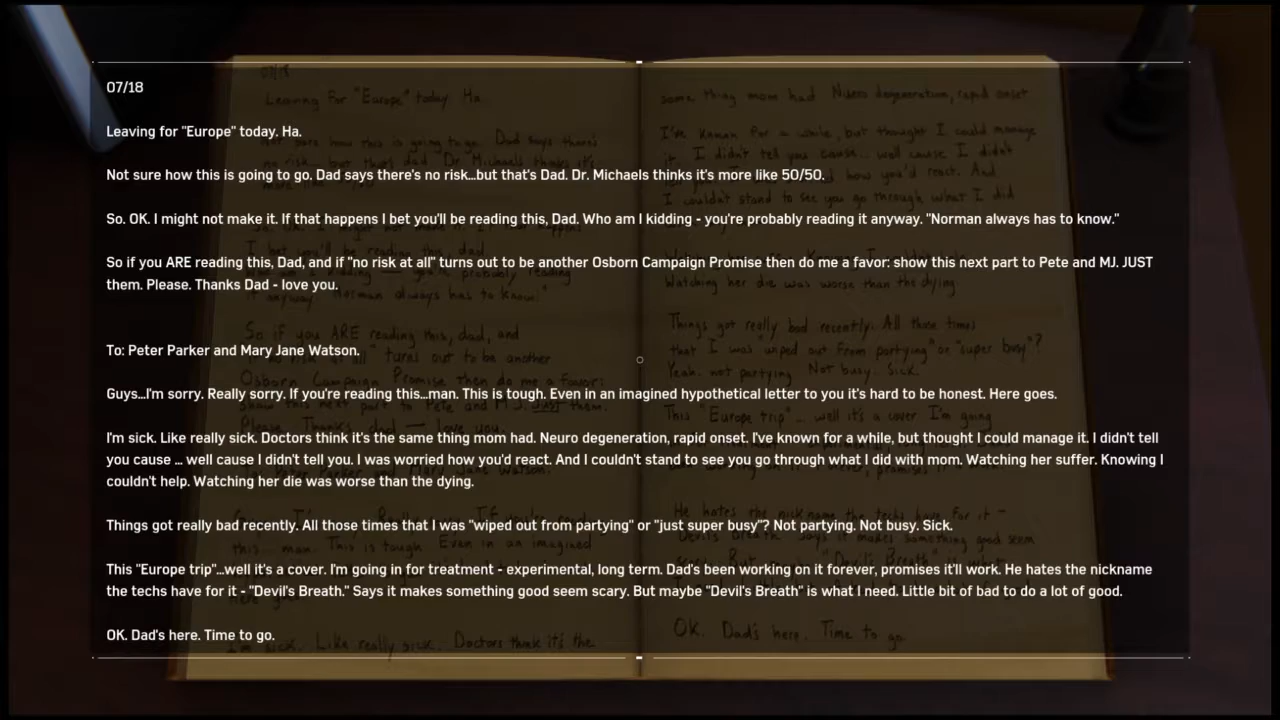 07/18
Leaving for "Europe" today. Ha.
Not sure how this is going to go. Dad says there's no risk...but that's Dad. Dr. Michaels thinks it's more like 50/50.
So. OK. I might not make it. If that happens I bet you'll be reading this, Dad. Who am I kidding - you're probably reading it anyway. "Norman always has to know."
So if you ARE reading this, Dad, and if "no risk at all" turns out to be another Osborn Campaign Promise then do me a favor: show this next part to Pete and MJ. JUST
them. Please. Thanks Dad - love you.
To: Peter Parker and Mary Jane Watson.
Guys...I'm sorry. Really sorry. If you're reading this...man. This is tough. Even in an imagined hypothetical letter to you it's hard to be honest. Here goes.
I'm sick. Like really sick. Doctors think it's the same thing mom had. Neuro degeneration, rapid onset. I've known for a while, but thought I could manage it. I didn't tell
you cause ... well cause I didn't tell you. I was worried how you'd react. And I couldn't stand to see you go through what I did with mom. Watching her suffer. Knowing I
couldn't help. Watching her die was worse than the dying.
Things got really bad recently. All those times that I was "wiped out from partying" or "just super busy"? Not partying. Not busy. Sick.
This "Europe trip"...well it's a cover. I'm going in for treatment - experimental, long term. Dad's been working on it forever, promises it'll work. He hates the nickname
the techs have for it - "Devil's Breath." Says it makes something good seem scary. But maybe "Devil's Breath" is what I need. Little bit of bad to do a lot of good.
OK. Dad's here. Time to go.